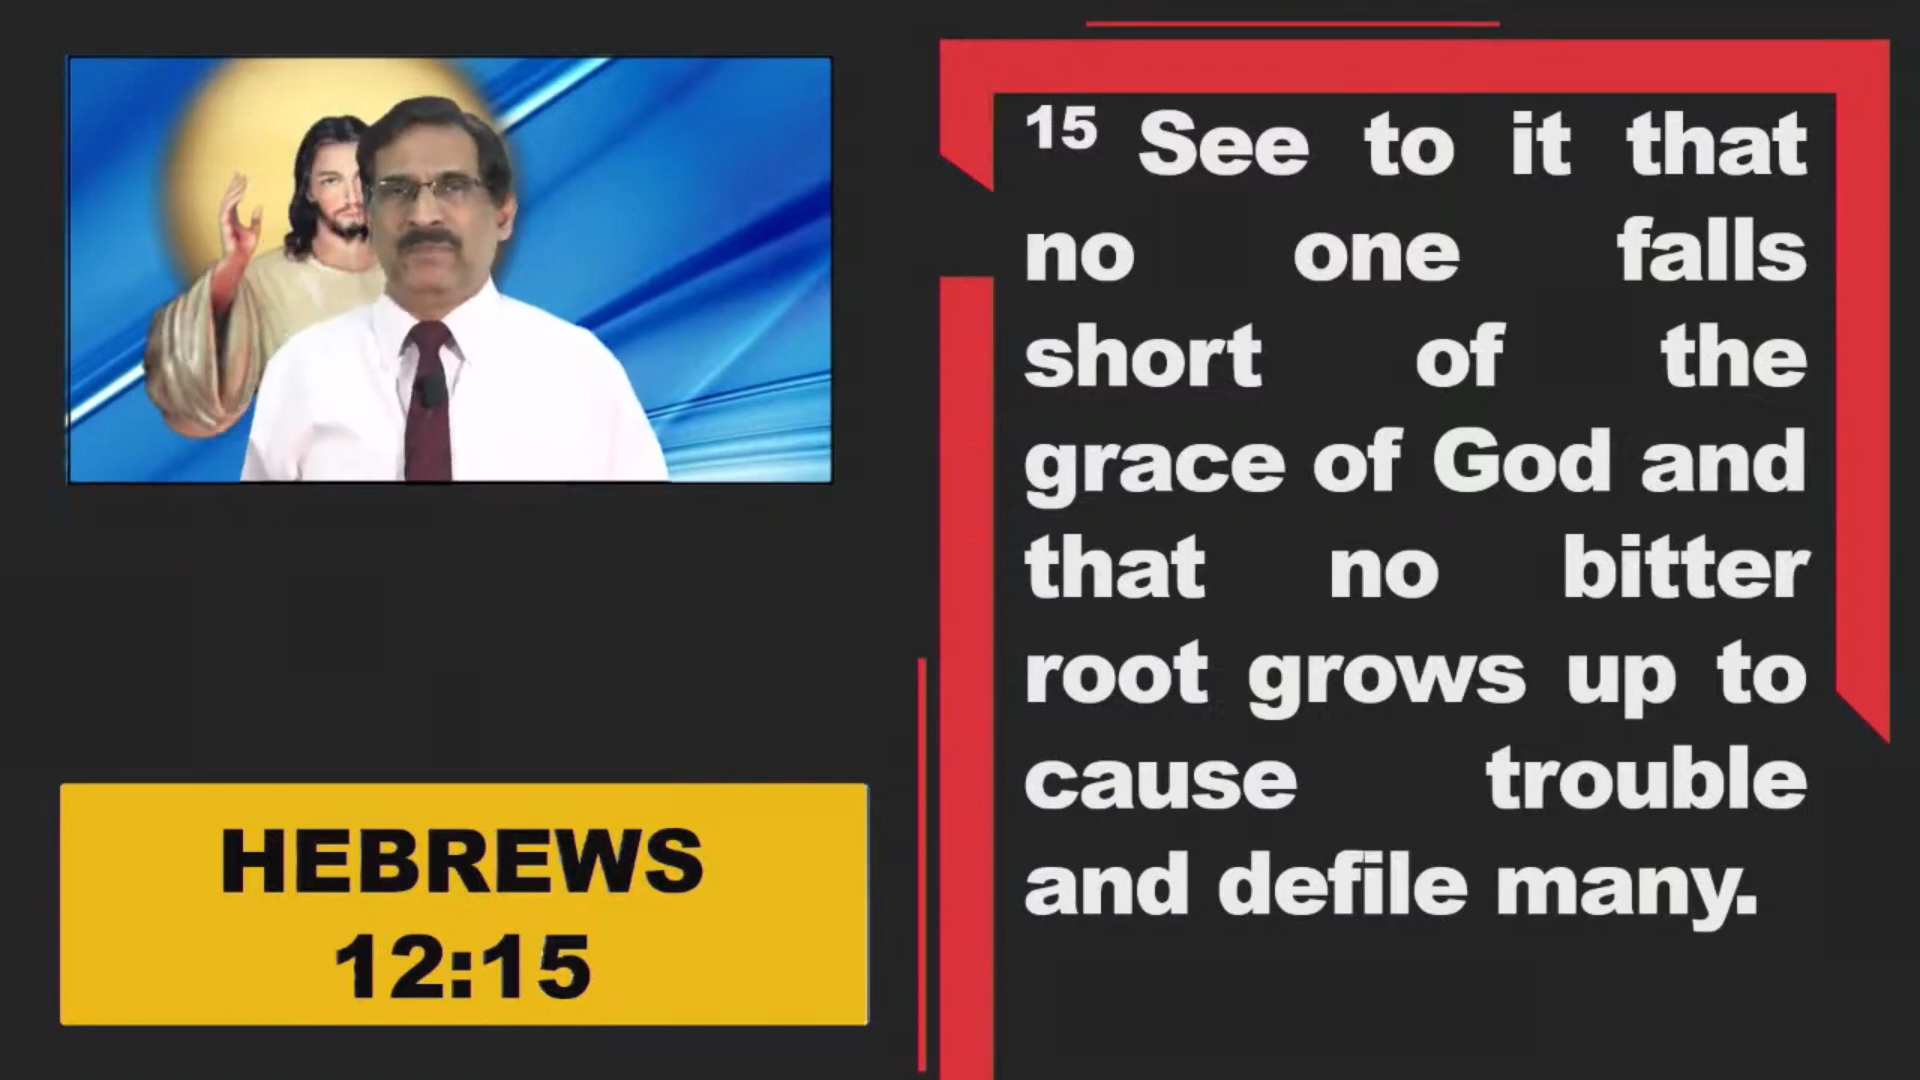 15 See to it that
no one falls
short of the
grace of God and
that no bitter
root grows up to
cause trouble
and defile many.
HEBREWS
12:15